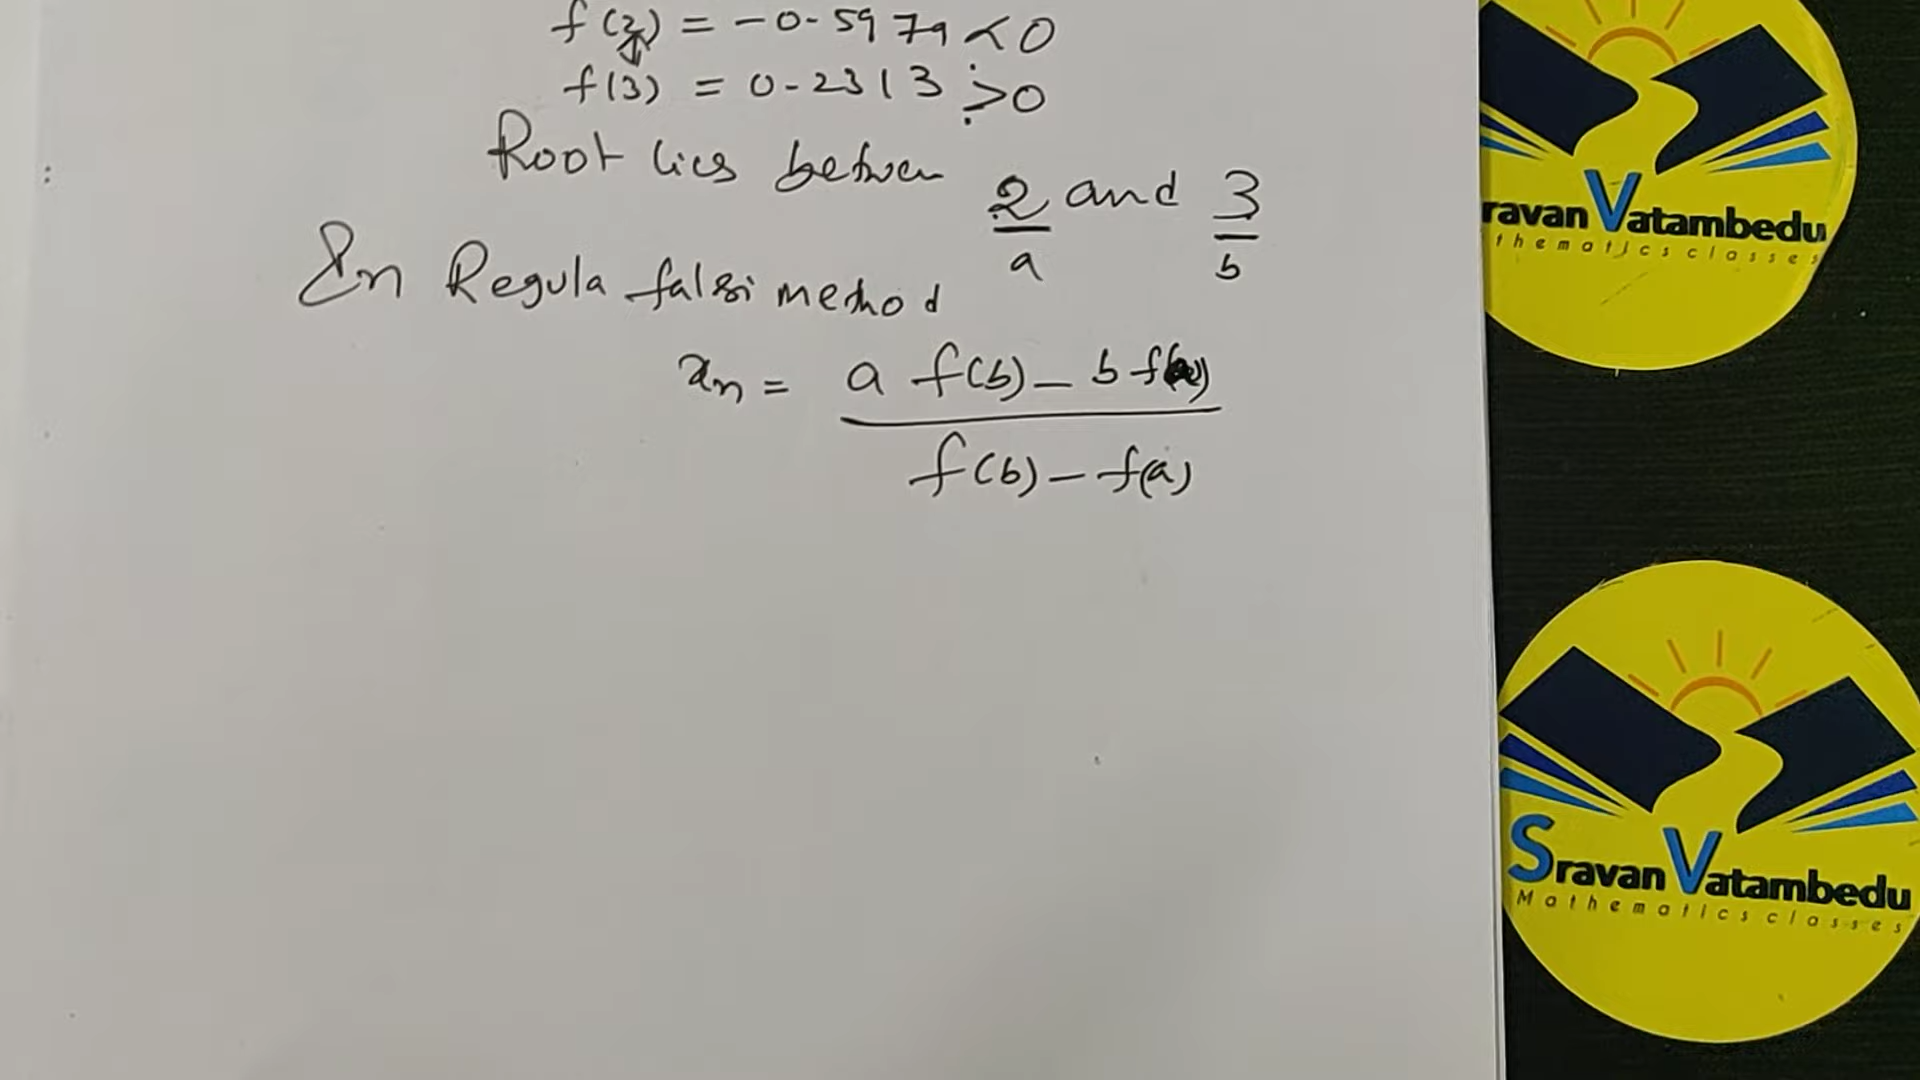 f(2) = -0.5979 < 0
f(3) = 0.2313 > 0
Root lies between 2 and 3
a b
In Regula falsi method
xn = a f(b) - b f(a)
f(b) - f(a)
ravan Vatambedu
thematics classes
Sravan Vatambedu
Mathematics classes